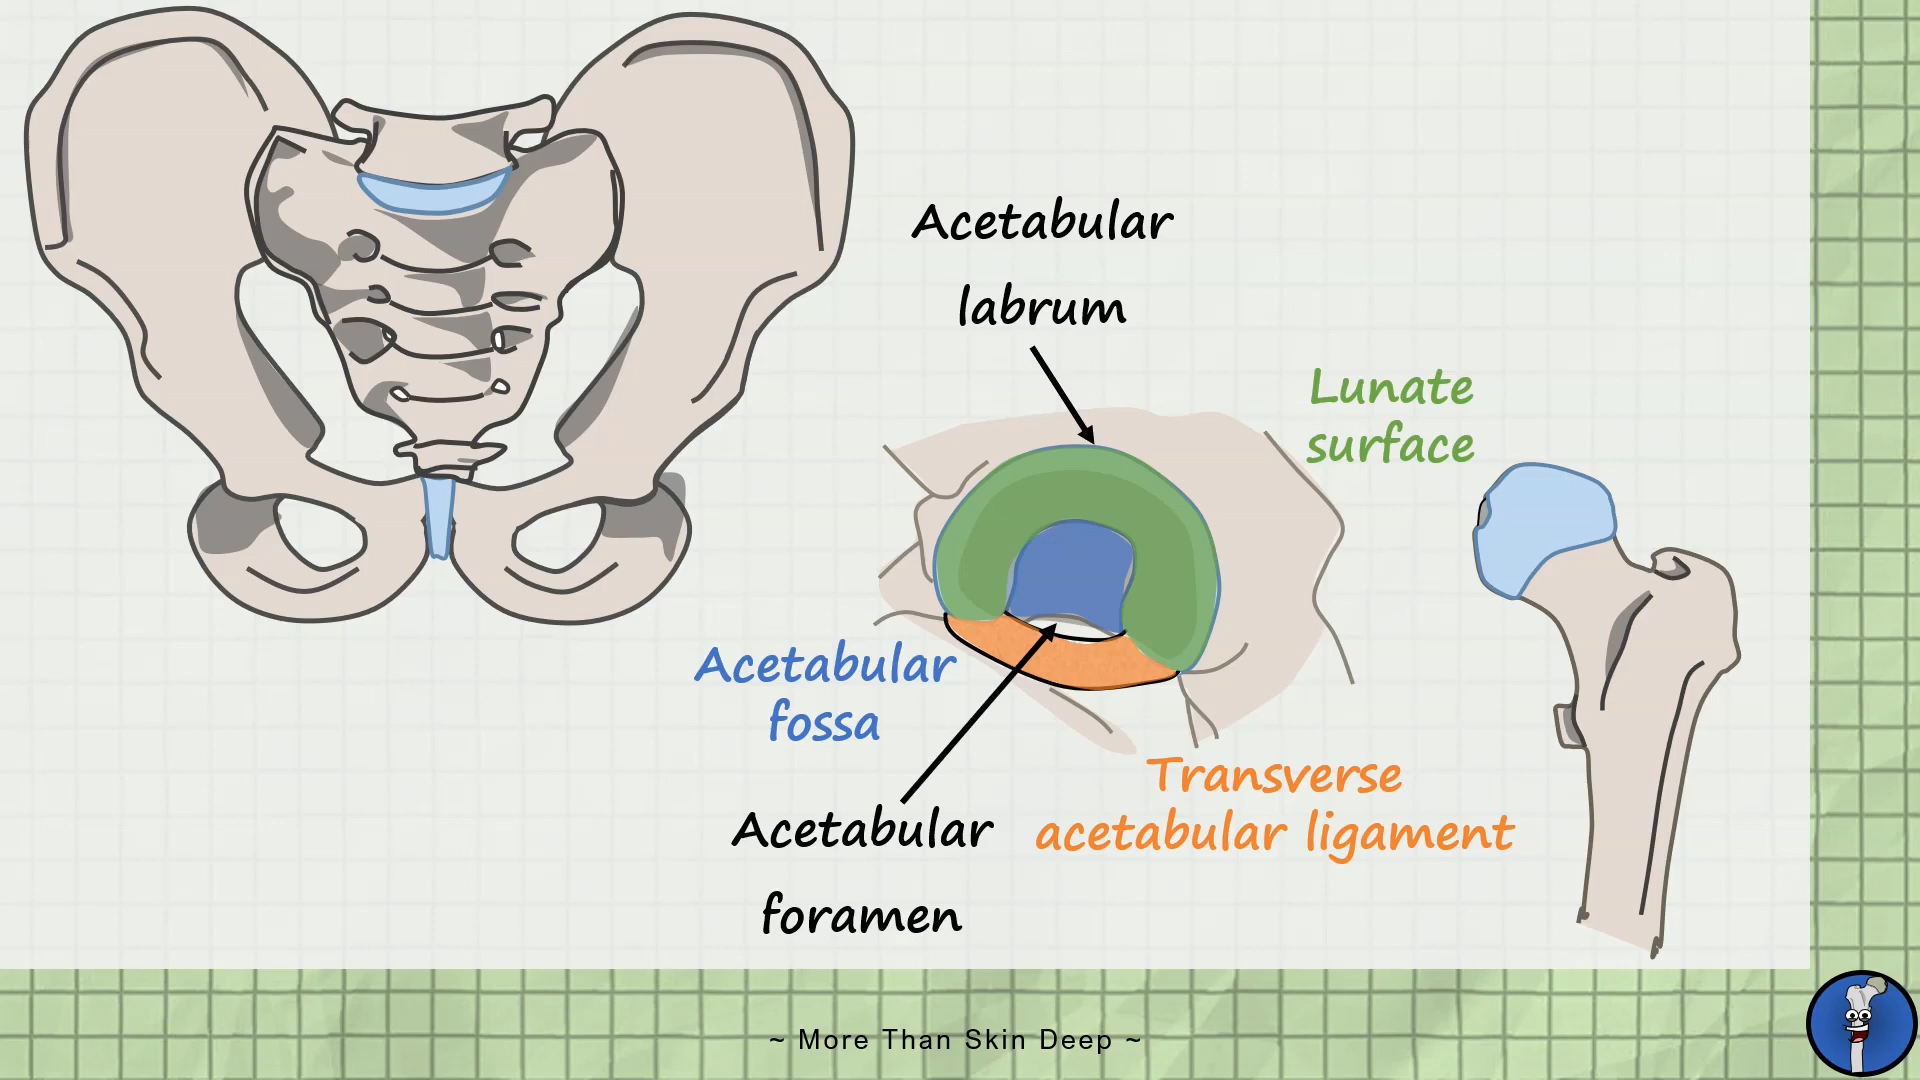 Acetabular
labrum
Lunate
surface
Acetabular
fossa
Transverse
acetabular ligament
Acetabular
foramen
~ More Than Skin Deep ~